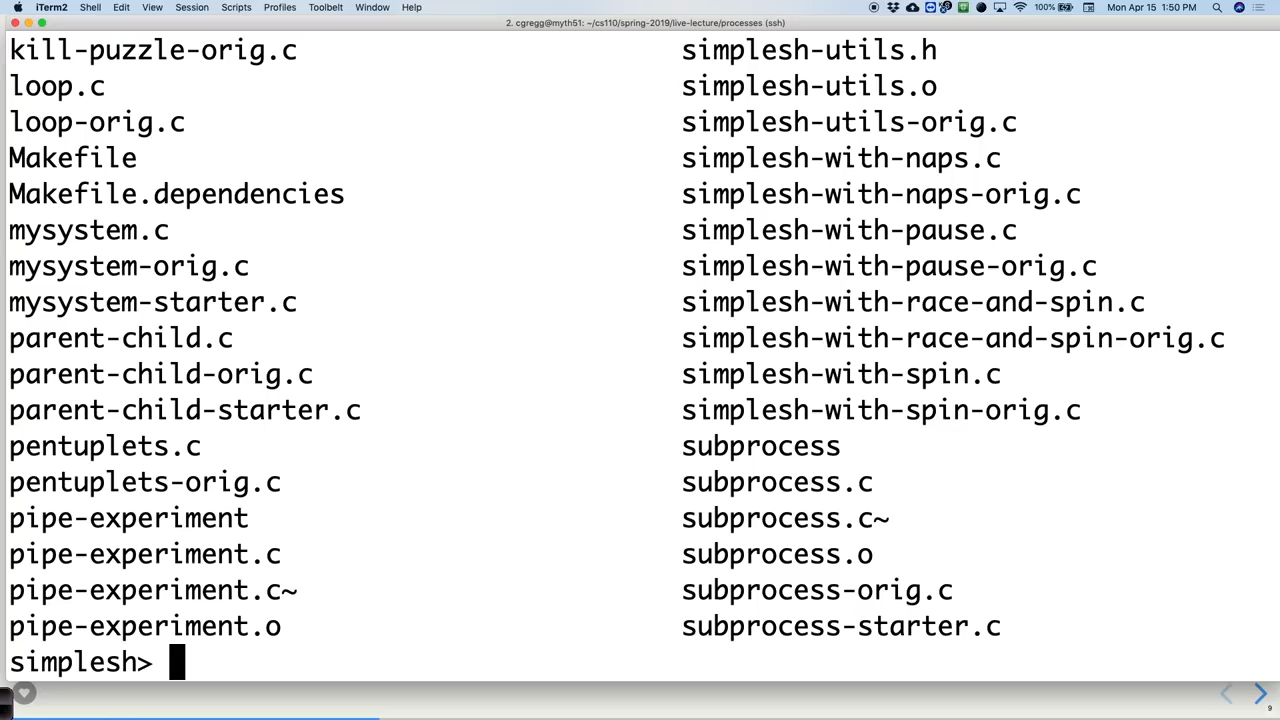 iTerm2 Shell Edit View Session Scripts Profiles Toolbelt Window Help 100% Mon Apr 15 1:50 PM
2. cgregg@myth51: ~/cs110/spring-2019/live-lecture/processes (ssh)
kill-puzzle-orig.c simplesh-utils.h
loop.c simplesh-utils.o
loop-orig.c simplesh-utils-orig.c
Makefile simplesh-with-naps.c
Makefile.dependencies simplesh-with-naps-orig.c
mysystem.c simplesh-with-pause.c
mysystem-orig.c simplesh-with-pause-orig.c
mysystem-starter.c simplesh-with-race-and-spin.c
parent-child.c simplesh-with-race-and-spin-orig.c
parent-child-orig.c simplesh-with-spin.c
parent-child-starter.c simplesh-with-spin-orig.c
pentuplets.c subprocess
pentuplets-orig.c subprocess.c
pipe-experiment subprocess.c~
pipe-experiment.c subprocess.o
pipe-experiment.c~ subprocess-orig.c
pipe-experiment.o subprocess-starter.c
simplesh>
9